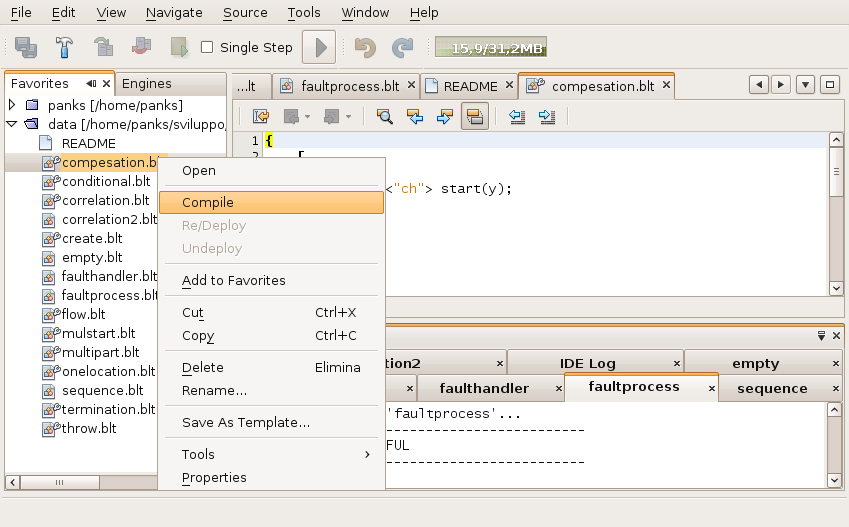 File Edit View Navigate Source Tools Window Help
Single Step 15,9/31,2MB
Favorites Engines
...lt faultprocess.blt README compesation.blt
panks [/home/panks]
data [/home/panks/sviluppo/
README
compesation.bl
conditional.blt
correlation.blt
correlation2.blt
create.blt
empty.blt
faulthandler.blt
faultprocess.blt
flow.blt
mulstart.blt
multipart.blt
onelocation.blt
sequence.blt
termination.blt
throw.blt
Open
Compile
Re/Deploy
Undeploy
Add to Favorites
Cut Ctrl+X
Copy Ctrl+C
Delete Elimina
Rename...
Save As Template...
Tools
Properties
1 {
2 [
<"ch"> start(y);
tion2 IDE Log empty
faulthandler faultprocess sequence
'faultprocess'...
-------------------------
FUL
-------------------------